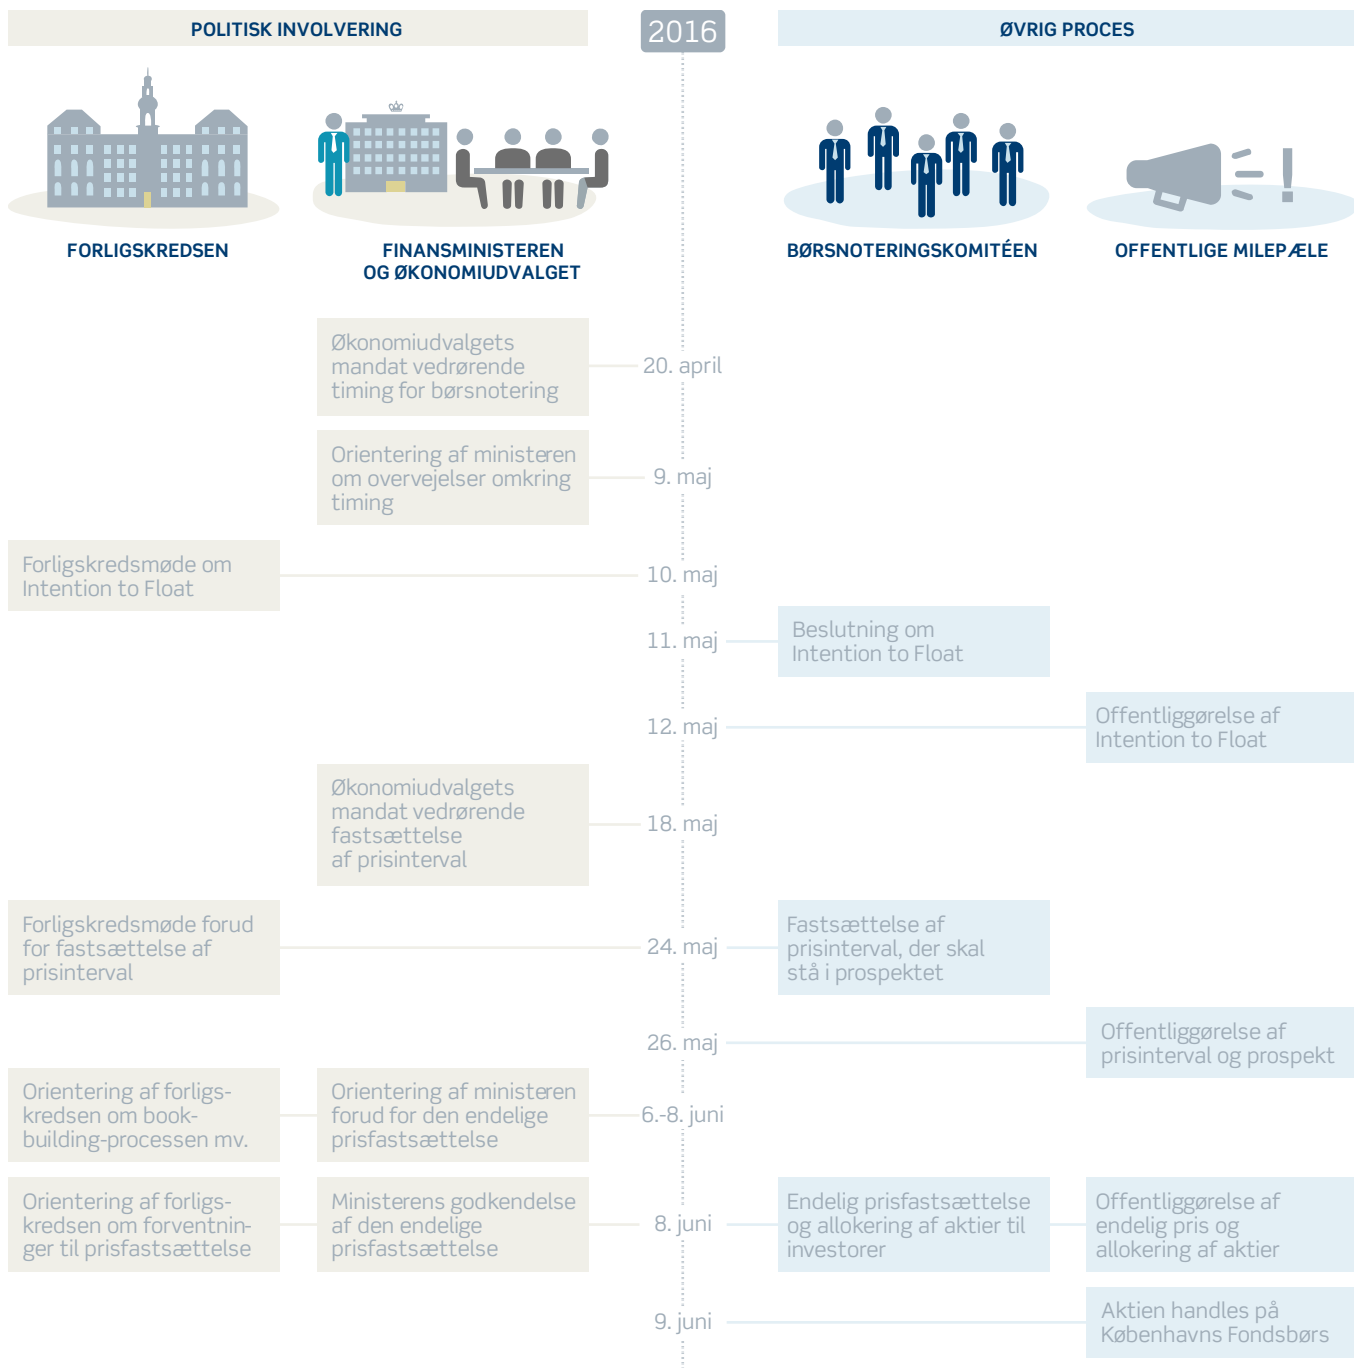 POLITISK INVOLVERING
2016
ØVRIG PROCES
FORLIGSKREDSEN
FINANSMINISTEREN
OG ØKONOMIUDVALGET
BØRSNOTERINGSKOMITÉEN
OFFENTLIGE MILEPÆLE
Økonomiudvalgets
mandat vedrørende
timing for børsnotering
20. april
Orientering af ministeren
om overvejelser omkring
timing
9. maj
Forligskredsmøde om
Intention to Float
10. maj
11. maj
Beslutning om
Intention to Float
12. maj
Offentliggørelse af
Intention to Float
Økonomiudvalgets
mandat vedrørende
fastsættelse
af prisinterval
18. maj
Forligskredsmøde forud
for fastsættelse af
prisinterval
24. maj
Fastsættelse af
prisinterval, der skal
stå i prospektet
26. maj
Offentliggørelse af
prisinterval og prospekt
Orientering af forligs-
kredsen om book-
building-processen mv.
Orientering af ministeren
forud for den endelige
prisfastsættelse
6.-8. juni
Orientering af forligs-
kredsen om forventnin-
ger til prisfastsættelse
Ministerens godkendelse
af den endelige
prisfastsættelse
8. juni
Endelig prisfastsættelse
og allokering af aktier til
investorer
Offentliggørelse af
endelig pris og
allokering af aktier
9. juni
Aktien handles på
Københavns Fondsbørs